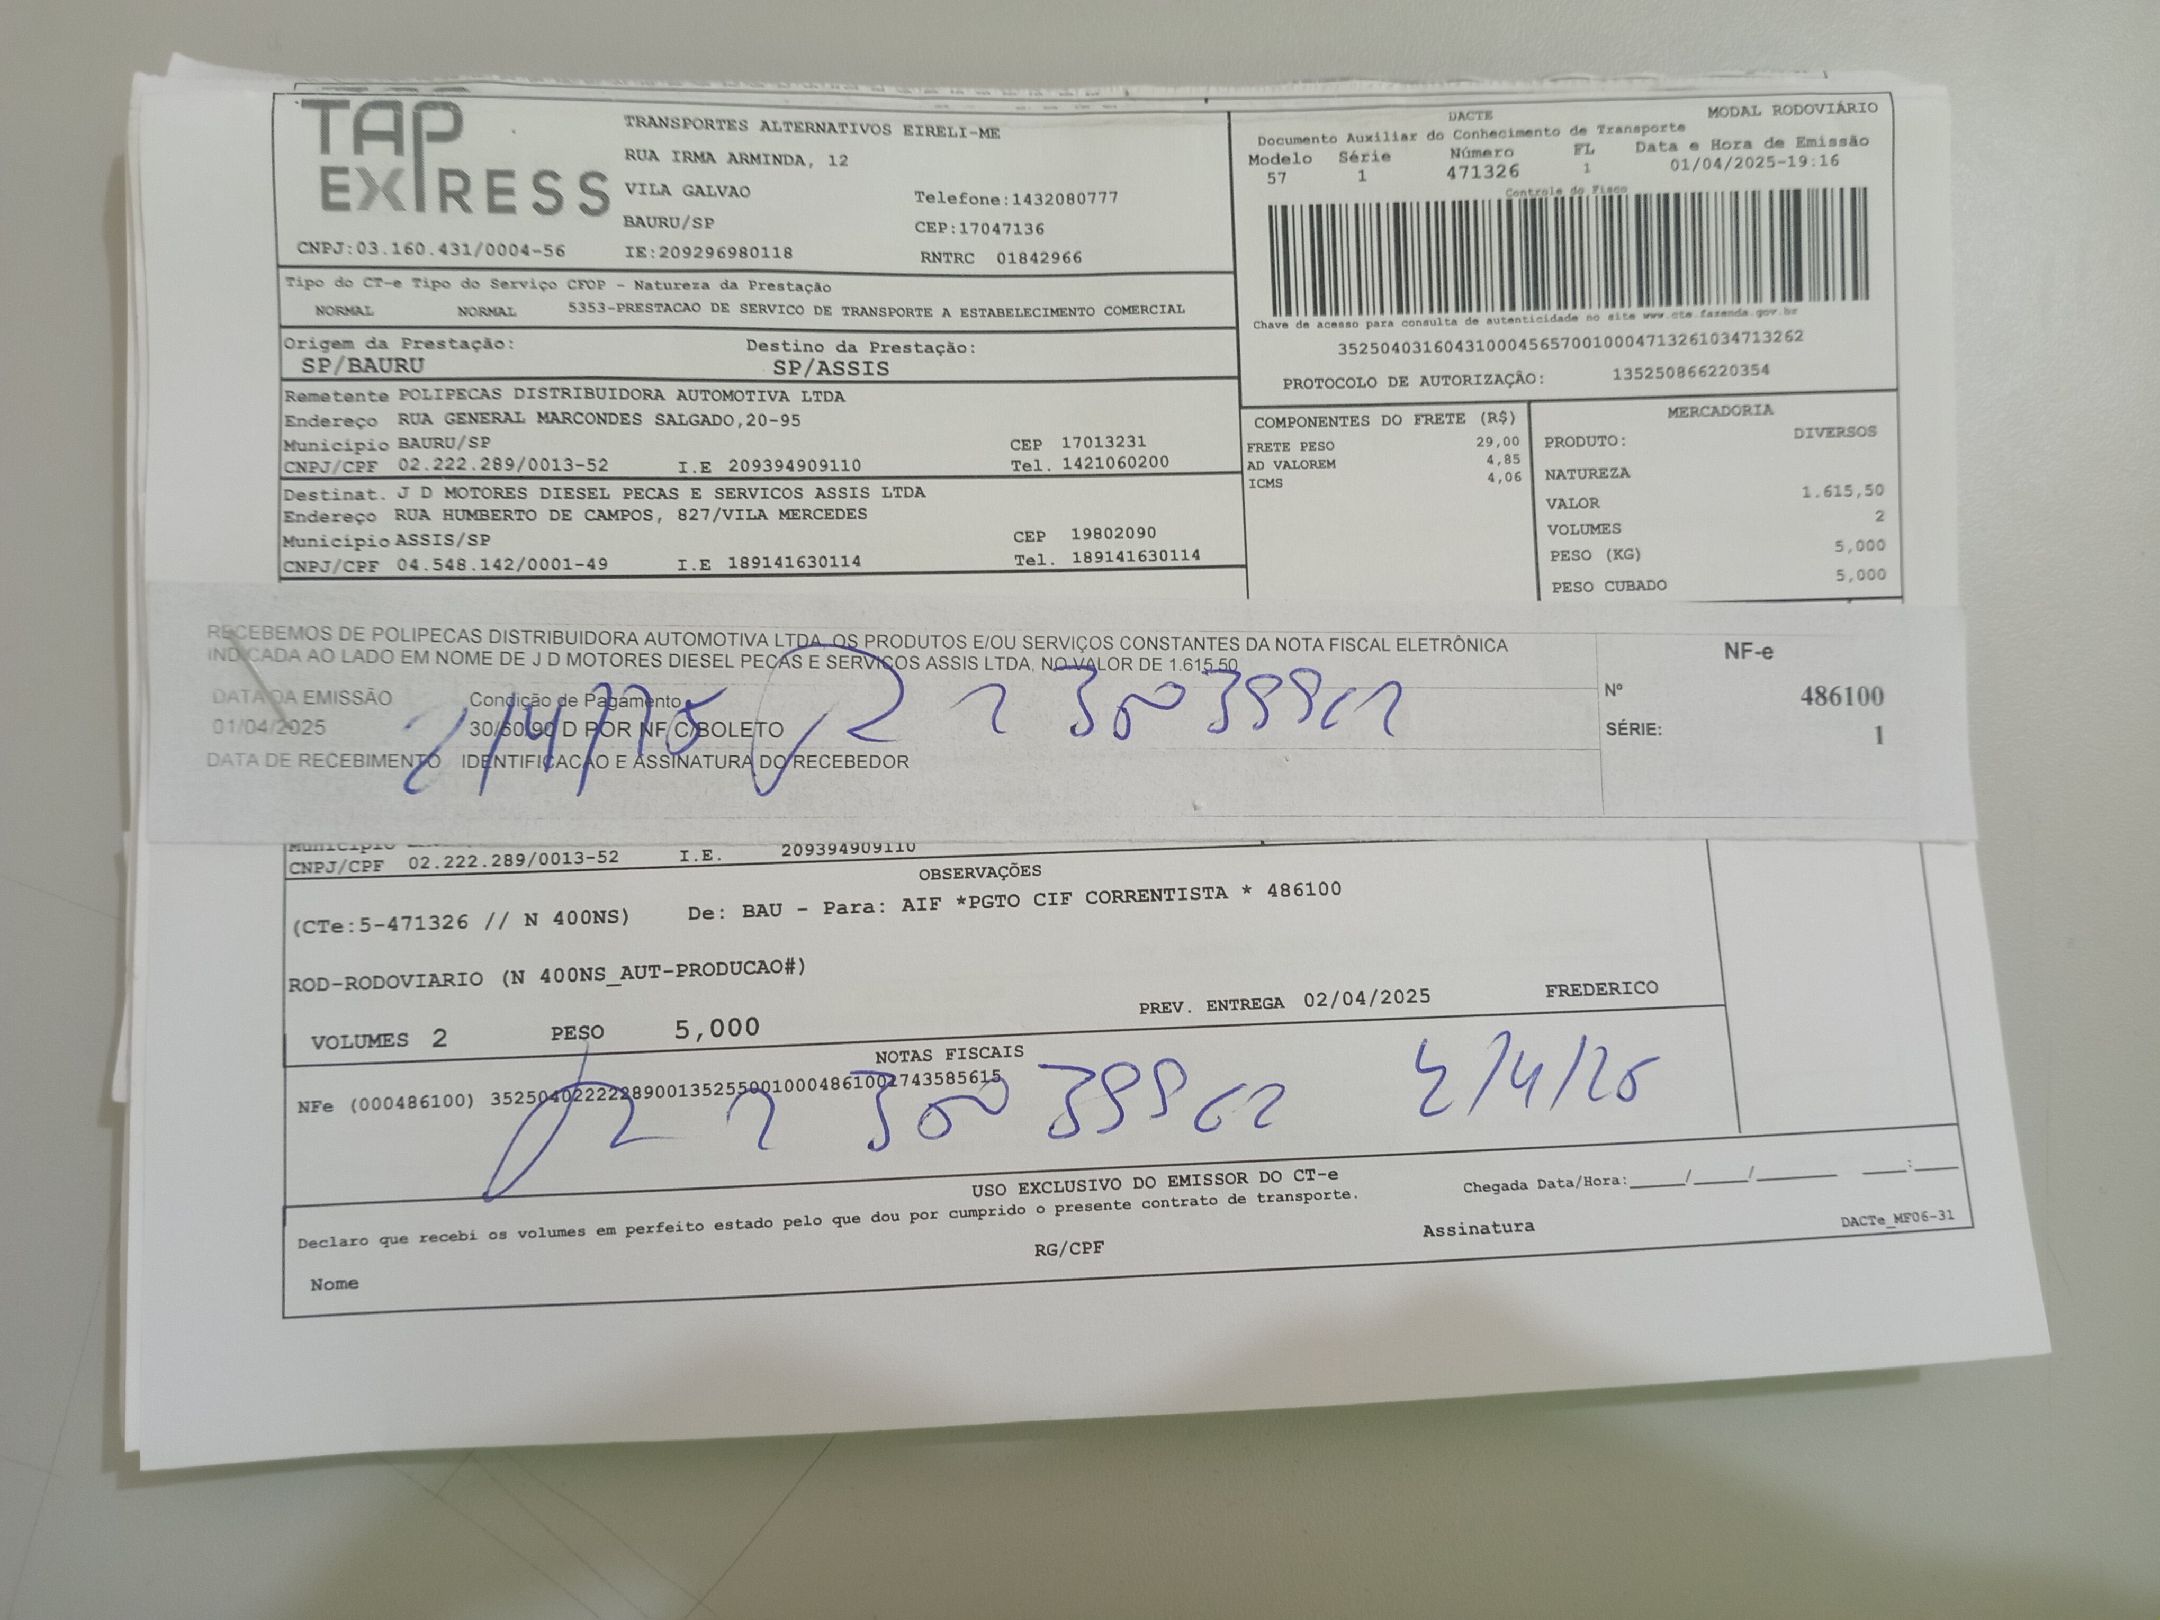 TAP EXPRESS
TRANSPORTES ALTERNATIVOS EIRELI-ME
RUA IRMA ARMINDA, 12
VILA GALVAO Telefone:1432080777
BAURU/SP CEP:17047136
CNPJ:03.160.431/0004-56 IE:209296980118 RNTRC 01842966
DACTE MODAL RODOVIÁRIO
Documento Auxiliar do Conhecimento de Transporte
Modelo Série Número FL Data e Hora de Emissão
57 1 471326 1 01/04/2025-19:16
Controle do Fisco
Chave de acesso para consulta de autenticidade no site www.cte.fazenda.gov.br
35250403160431000456570010004713261034713262
PROTOCOLO DE AUTORIZAÇÃO: 135250866220354
Tipo do CT-e Tipo do Serviço CFOP - Natureza da Prestação
NORMAL NORMAL 5353-PRESTACAO DE SERVICO DE TRANSPORTE A ESTABELECIMENTO COMERCIAL
Origem da Prestação: Destino da Prestação:
SP/BAURU SP/ASSIS
Remetente POLIPECAS DISTRIBUIDORA AUTOMOTIVA LTDA
Endereço RUA GENERAL MARCONDES SALGADO,20-95
Município BAURU/SP CEP 17013231
CNPJ/CPF 02.222.289/0013-52 I.E 209394909110 Tel. 1421060200
Destinat. J D MOTORES DIESEL PECAS E SERVICOS ASSIS LTDA
Endereço RUA HUMBERTO DE CAMPOS, 827/VILA MERCEDES
Município ASSIS/SP CEP 19802090
CNPJ/CPF 04.548.142/0001-49 I.E 189141630114 Tel. 189141630114
COMPONENTES DO FRETE (R$)
FRETE PESO 29,00
AD VALOREM 4,85
ICMS 4,06
MERCADORIA
PRODUTO: DIVERSOS
NATUREZA
VALOR 1.615,50
VOLUMES 2
PESO (KG) 5,000
PESO CUBADO 5,000
RECEBEMOS DE POLIPECAS DISTRIBUIDORA AUTOMOTIVA LTDA, OS PRODUTOS E/OU SERVIÇOS CONSTANTES DA NOTA FISCAL ELETRÔNICA
INDICADA AO LADO EM NOME DE J D MOTORES DIESEL PECAS E SERVICOS ASSIS LTDA, NO VALOR DE 1.615,50
DATA DA EMISSÃO Condição de Pagamento
01/04/2025 30/60/90 D POR NF C/BOLETO
DATA DE RECEBIMENTO IDENTIFICACAO E ASSINATURA DO RECEBEDOR
2/4/25
NF-e
Nº 486100
SÉRIE: 1
Município
CNPJ/CPF 02.222.289/0013-52 I.E. 209394909110
OBSERVAÇÕES
(CTe:5-471326 // N 400NS) De: BAU - Para: AIF *PGTO CIF CORRENTISTA * 486100
ROD-RODOVIARIO (N 400NS_AUT-PRODUCAO#)
PREV. ENTREGA 02/04/2025 FREDERICO
VOLUMES 2 PESO 5,000
NOTAS FISCAIS
NFe (000486100) 35250402222289001352550010004861002743585615
2/4/25
USO EXCLUSIVO DO EMISSOR DO CT-e
Declaro que recebi os volumes em perfeito estado pelo que dou por cumprido o presente contrato de transporte.
Chegada Data/Hora:_____/_____/_______ ____:____
Nome RG/CPF Assinatura DACTe_MF06-31